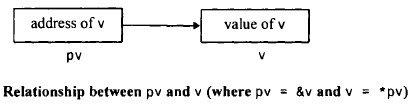 address of v value of v
pv v
Relationship between pv and v (where pv = &v and v = *pv)